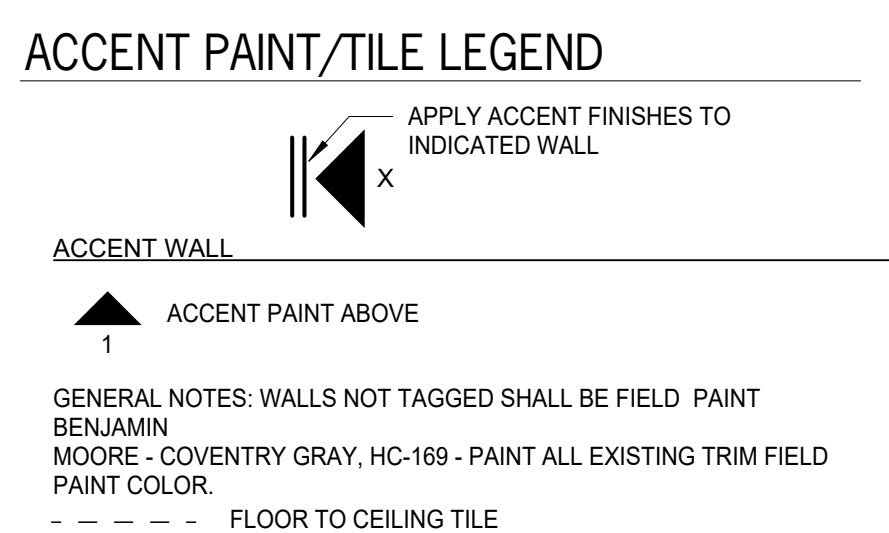 ACCENT PAINT/TILE LEGEND
APPLY ACCENT FINISHES TO
INDICATED WALL
X
ACCENT WALL
ACCENT PAINT ABOVE
1
GENERAL NOTES: WALLS NOT TAGGED SHALL BE FIELD PAINT
BENJAMIN
MOORE - COVENTRY GRAY, HC-169 - PAINT ALL EXISTING TRIM FIELD
PAINT COLOR.
FLOOR TO CEILING TILE